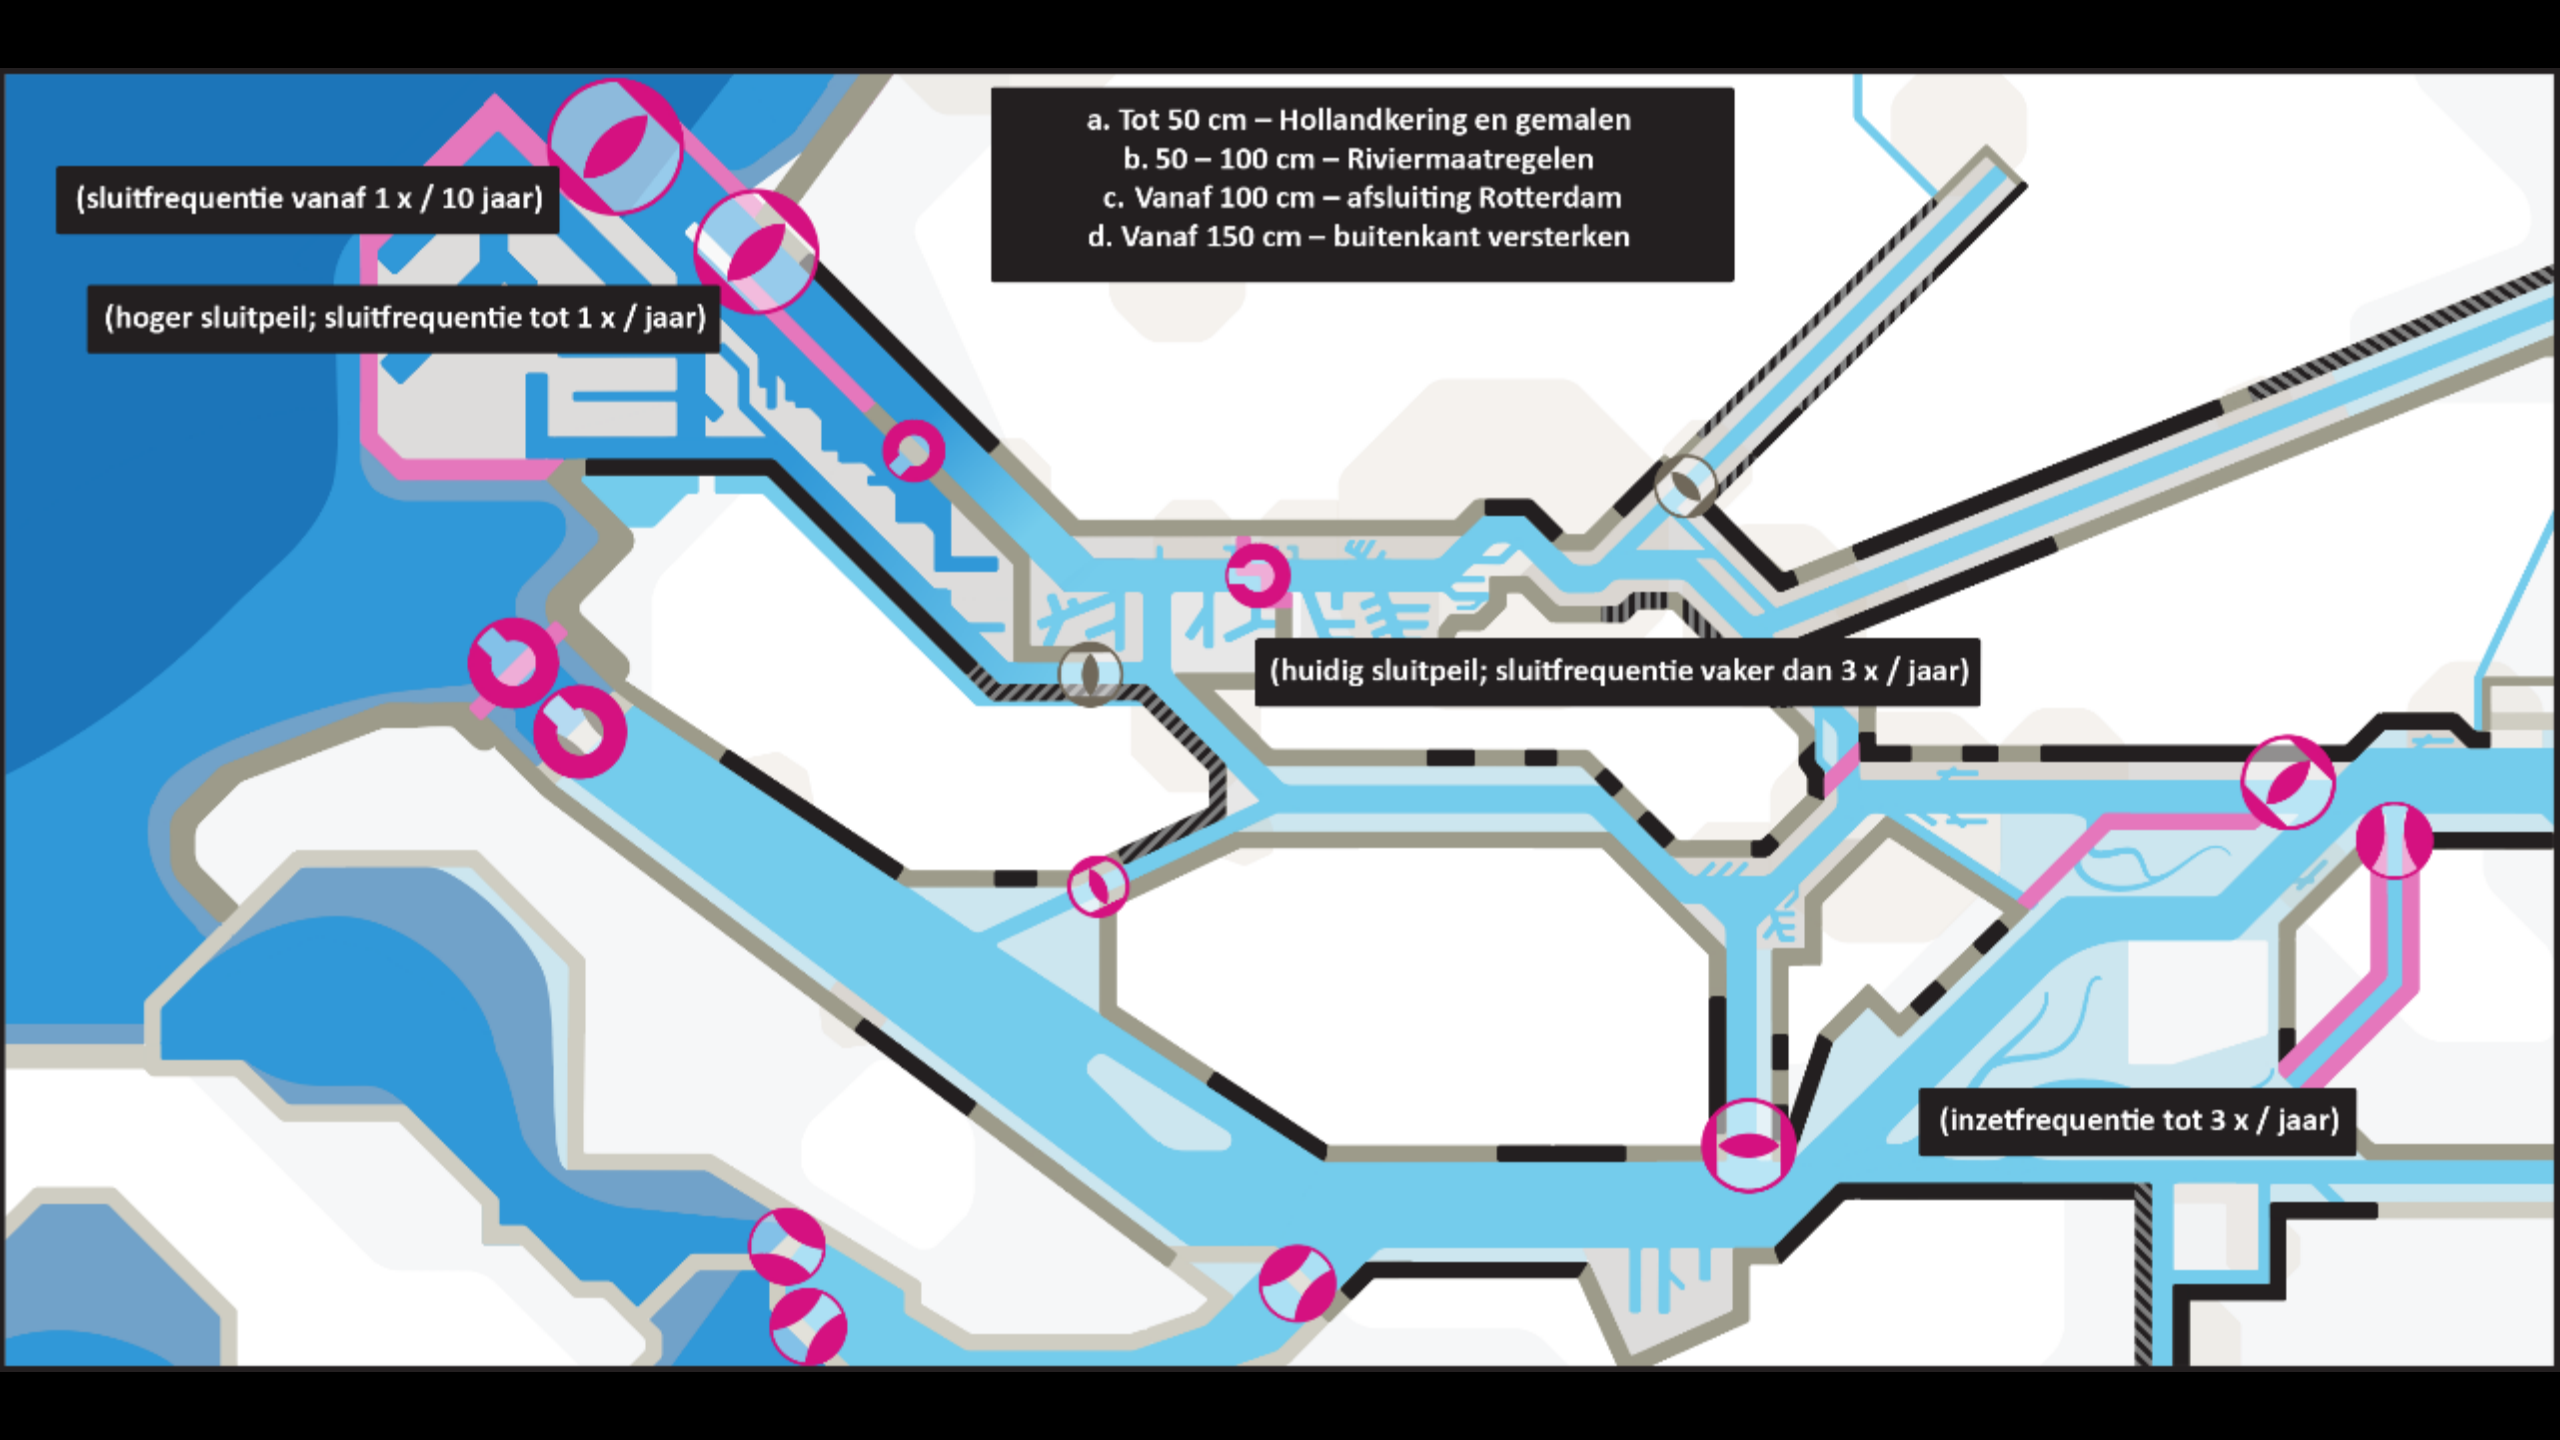 a. Tot 50 cm – Hollandkering en gemalen
b. 50 – 100 cm – Riviermaatregelen
c. Vanaf 100 cm – afsluiting Rotterdam
d. Vanaf 150 cm – buitenkant versterken
(sluitfrequentie vanaf 1 x / 10 jaar)
(hoger sluitpeil; sluitfrequentie tot 1 x / jaar)
(huidig sluitpeil; sluitfrequentie vaker dan 3 x / jaar)
(inzetfrequentie tot 3 x / jaar)